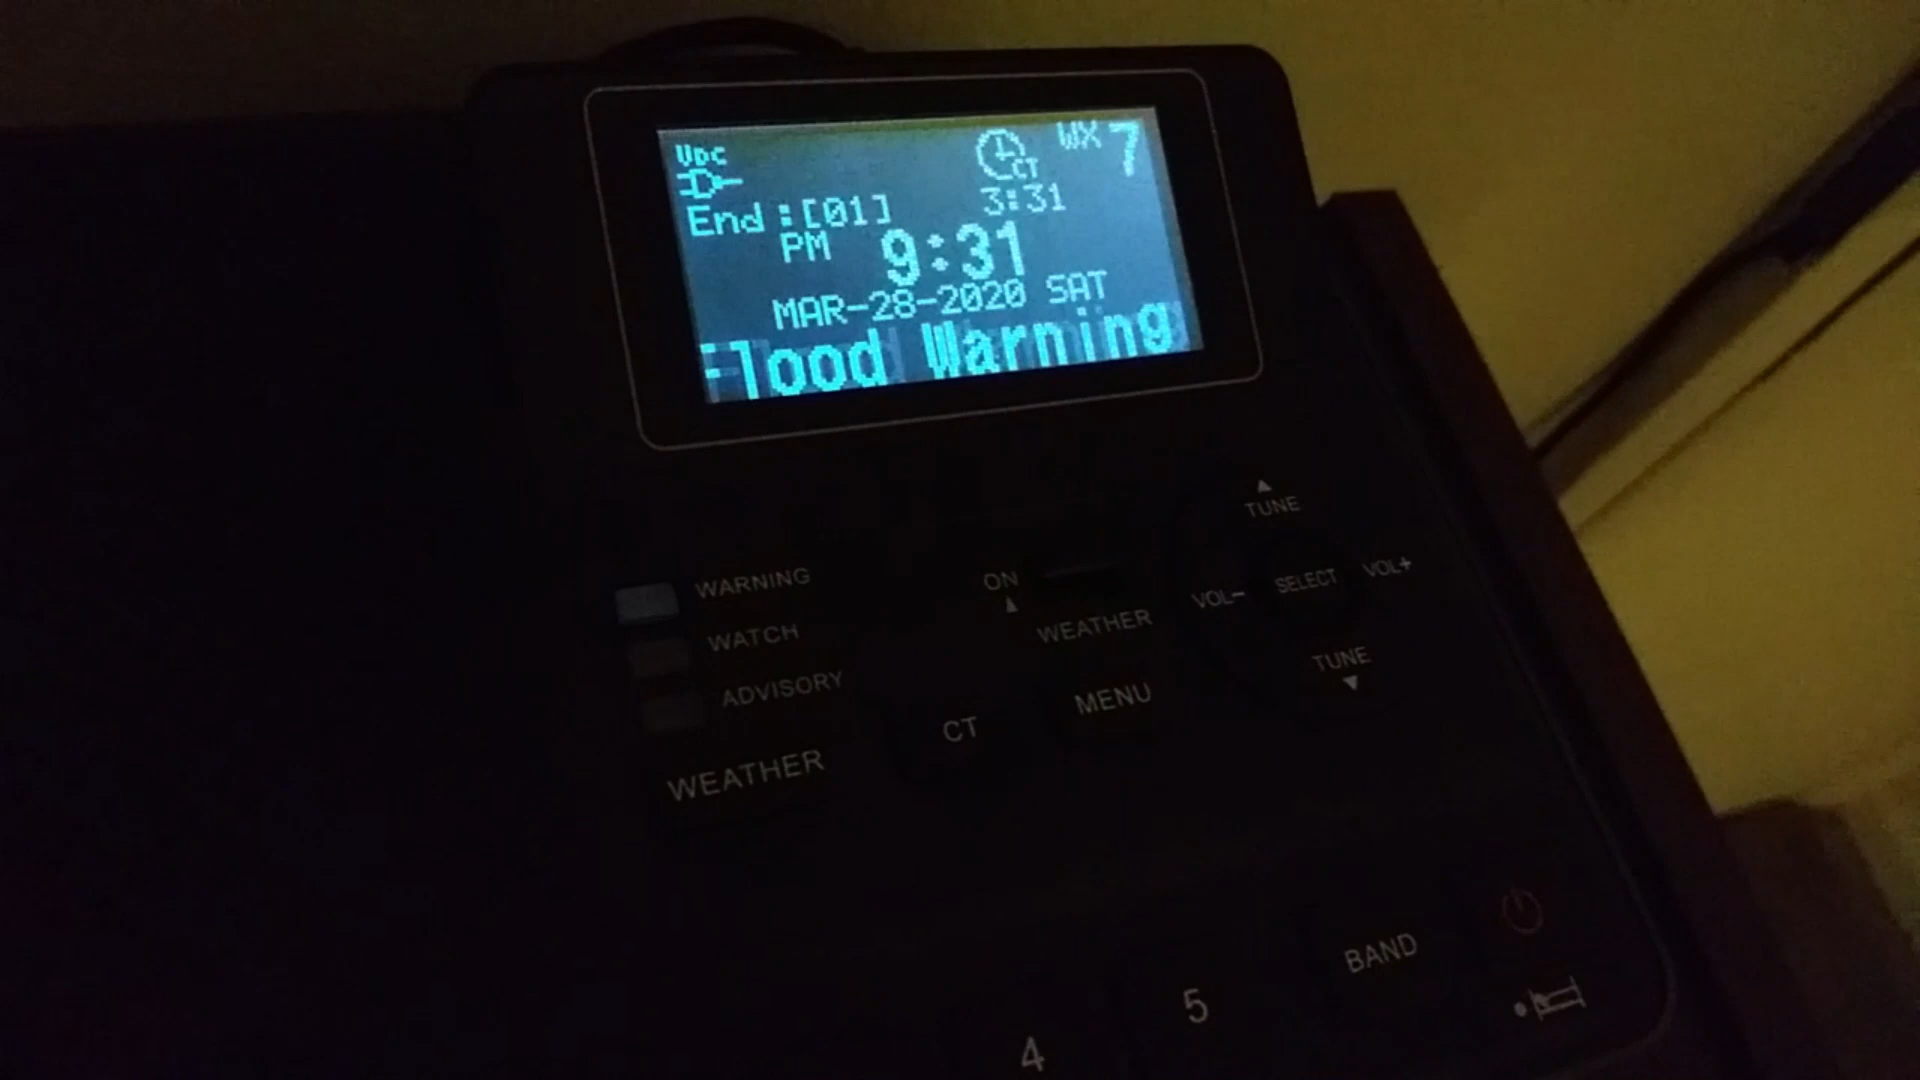 VDC
WX 7
CT
End :[01] 3:31
PM 9:31
MAR-28-2020 SAT
Flood Warning
TUNE
WARNING
WATCH
ADVISORY
WEATHER
ON
WEATHER
CT
MENU
VOL-
SELECT
VOL+
TUNE
BAND
5
4